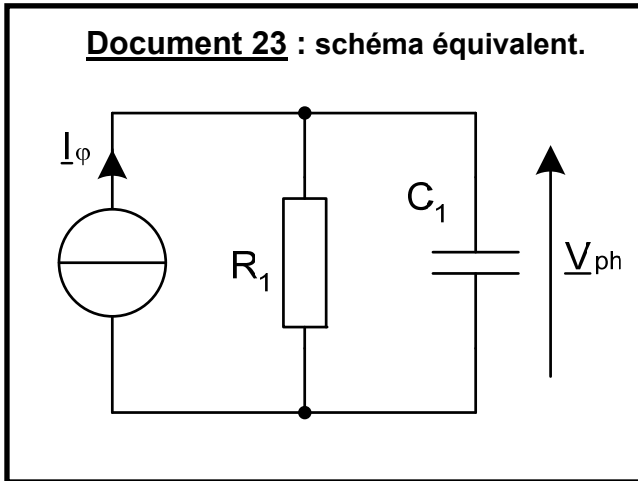 Document 23 : schéma équivalent.
Iφ
C1
R1
Vph